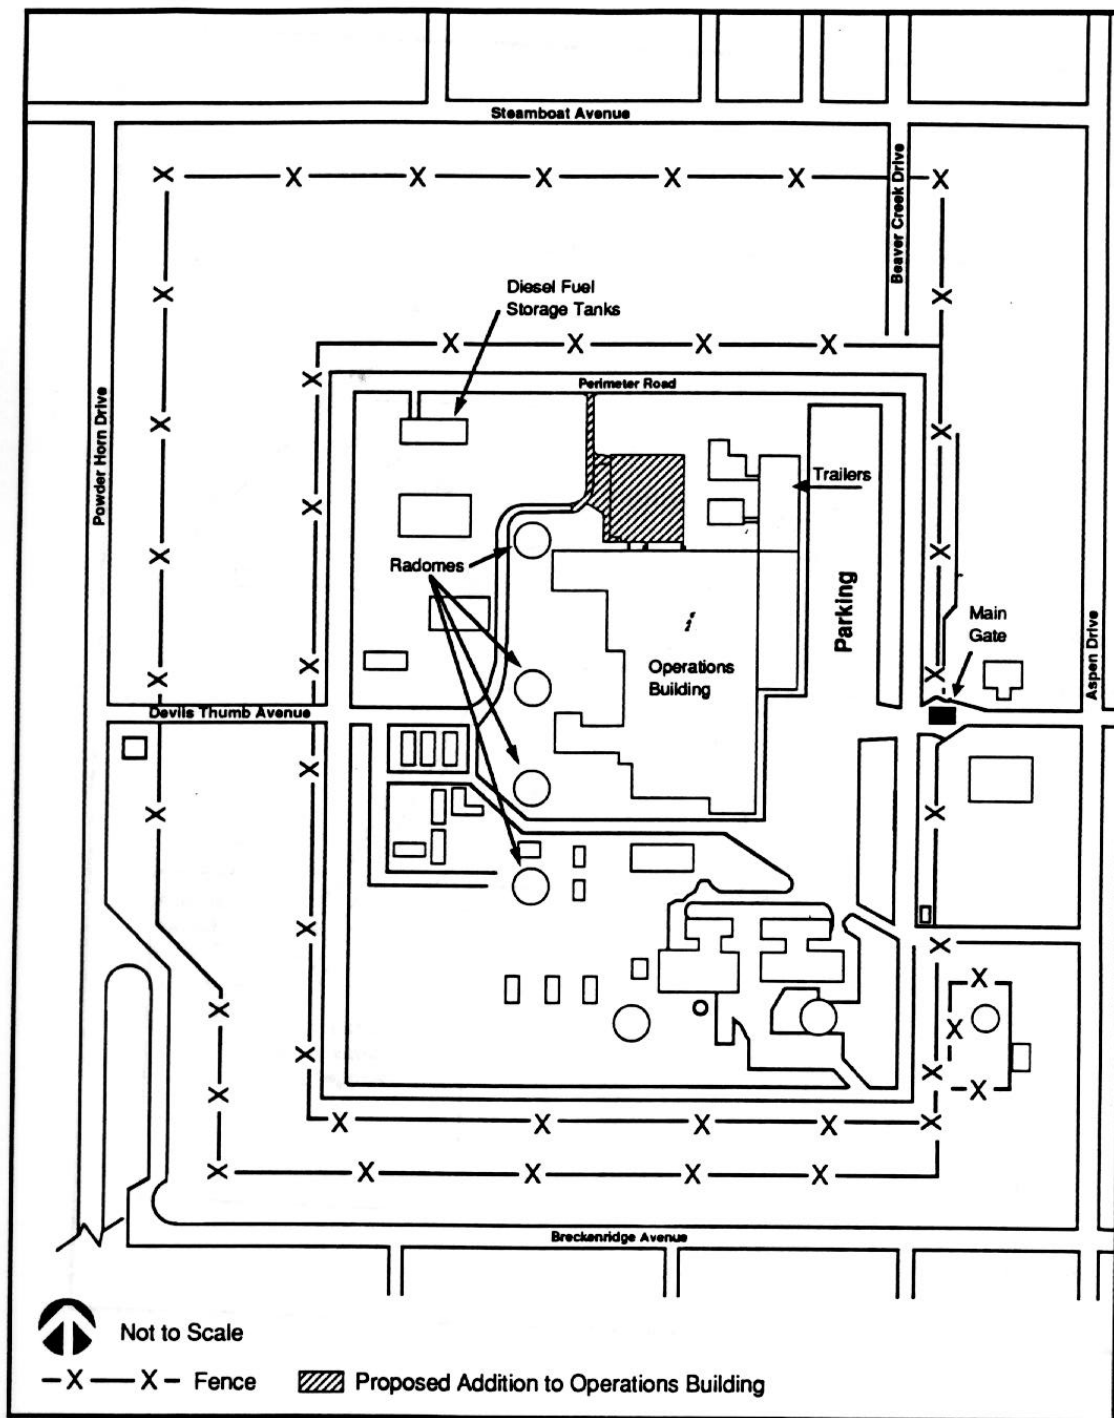 Steamboat Avenue
Beaver Creek Drive
Diesel Fuel
Storage Tanks
Perimeter Road
Powder Horn Drive
Trailers
Radomes
Parking
Main
Gate
Operations
Building
Aspen Drive
Devils Thumb Avenue
Breckenridge Avenue
Not to Scale
Fence
Proposed Addition to Operations Building